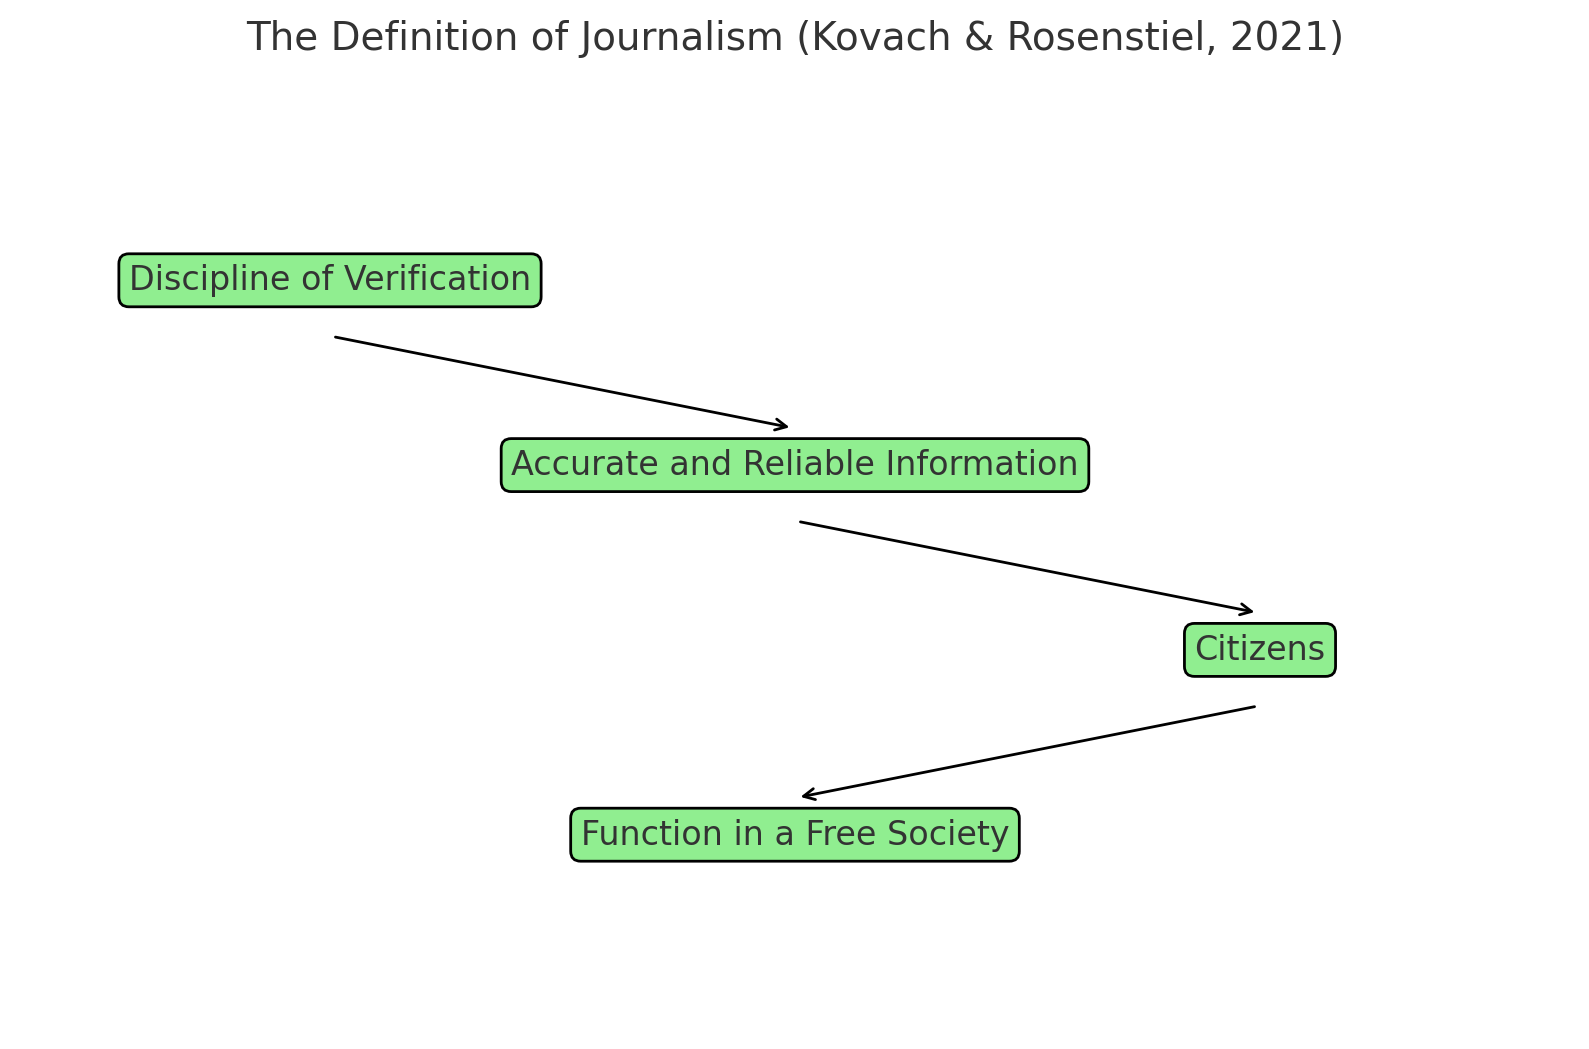 The Definition of Journalism (Kovach & Rosenstiel, 2021)
Discipline of Verification
Accurate and Reliable Information
Citizens
Function in a Free Society